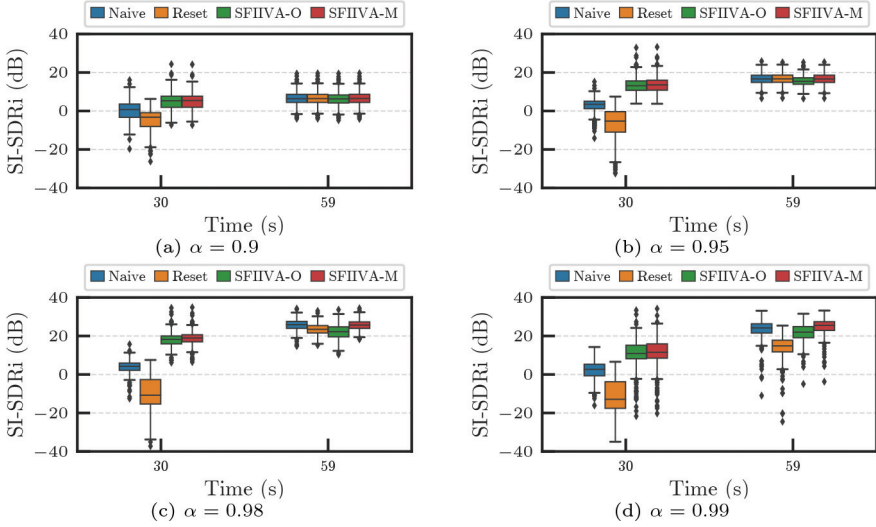 Naive Reset SFIIVA-O SFIIVA-M
Naive Reset SFIIVA-O SFIIVA-M
SI-SDRi (dB)
40
20
0
−20
−40
30 59
Time (s)
(a) α = 0.9
SI-SDRi (dB)
40
20
0
−20
−40
30 59
Time (s)
(b) α = 0.95
Naive Reset SFIIVA-O SFIIVA-M
Naive Reset SFIIVA-O SFIIVA-M
SI-SDRi (dB)
40
20
0
−20
−40
30 59
Time (s)
(c) α = 0.98
SI-SDRi (dB)
40
20
0
−20
−40
30 59
Time (s)
(d) α = 0.99